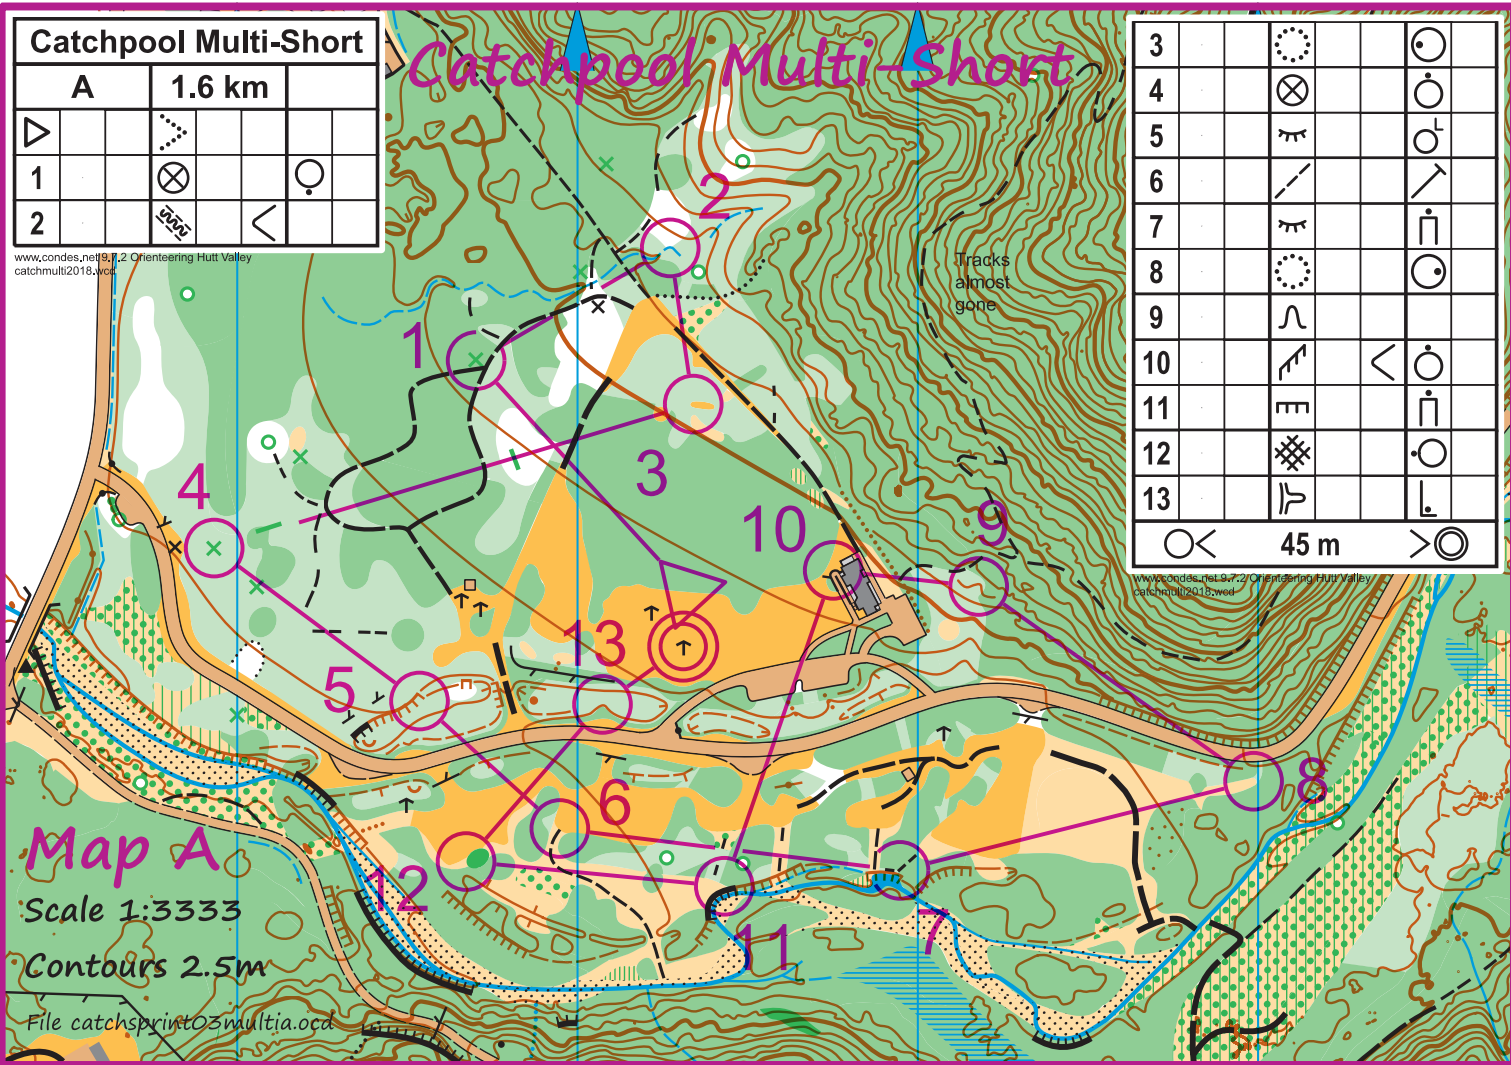 Catchpool Multi-Short
A 1.6 km
1
2
www.condes.net 9.7.2 Orienteering Hutt Valley
catchmulti2018.wcd
Catchpool Multi-Short
3
4
5
6
7
8
9
10
11
12
13
45 m
www.condes.net 9.7.2 Orienteering Hutt Valley
catchmulti2018.wcd
Tracks
almost
gone
2
1
3
4
10
9
13
5
6
8
12
11
7
Map A
Scale 1:3333
Contours 2.5m
File catchsprint03multia.ocd